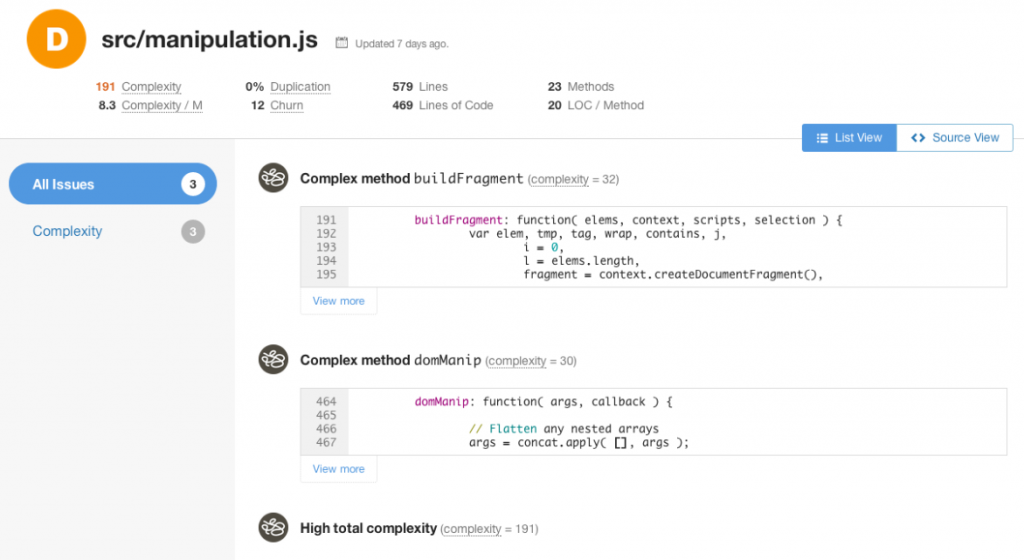 D src/manipulation.js Updated 7 days ago.
191 Complexity 0% Duplication 579 Lines 23 Methods
8.3 Complexity / M 12 Churn 469 Lines of Code 20 LOC / Method
List View Source View
All Issues 3
Complexity 3
Complex method buildFragment (complexity = 32)
191 buildFragment: function( elems, context, scripts, selection ) {
192 var elem, tmp, tag, wrap, contains, j,
193 i = 0,
194 l = elems.length,
195 fragment = context.createDocumentFragment(),
View more
Complex method domManip (complexity = 30)
464 domManip: function( args, callback ) {
465
466 // Flatten any nested arrays
467 args = concat.apply( [], args );
View more
High total complexity (complexity = 191)